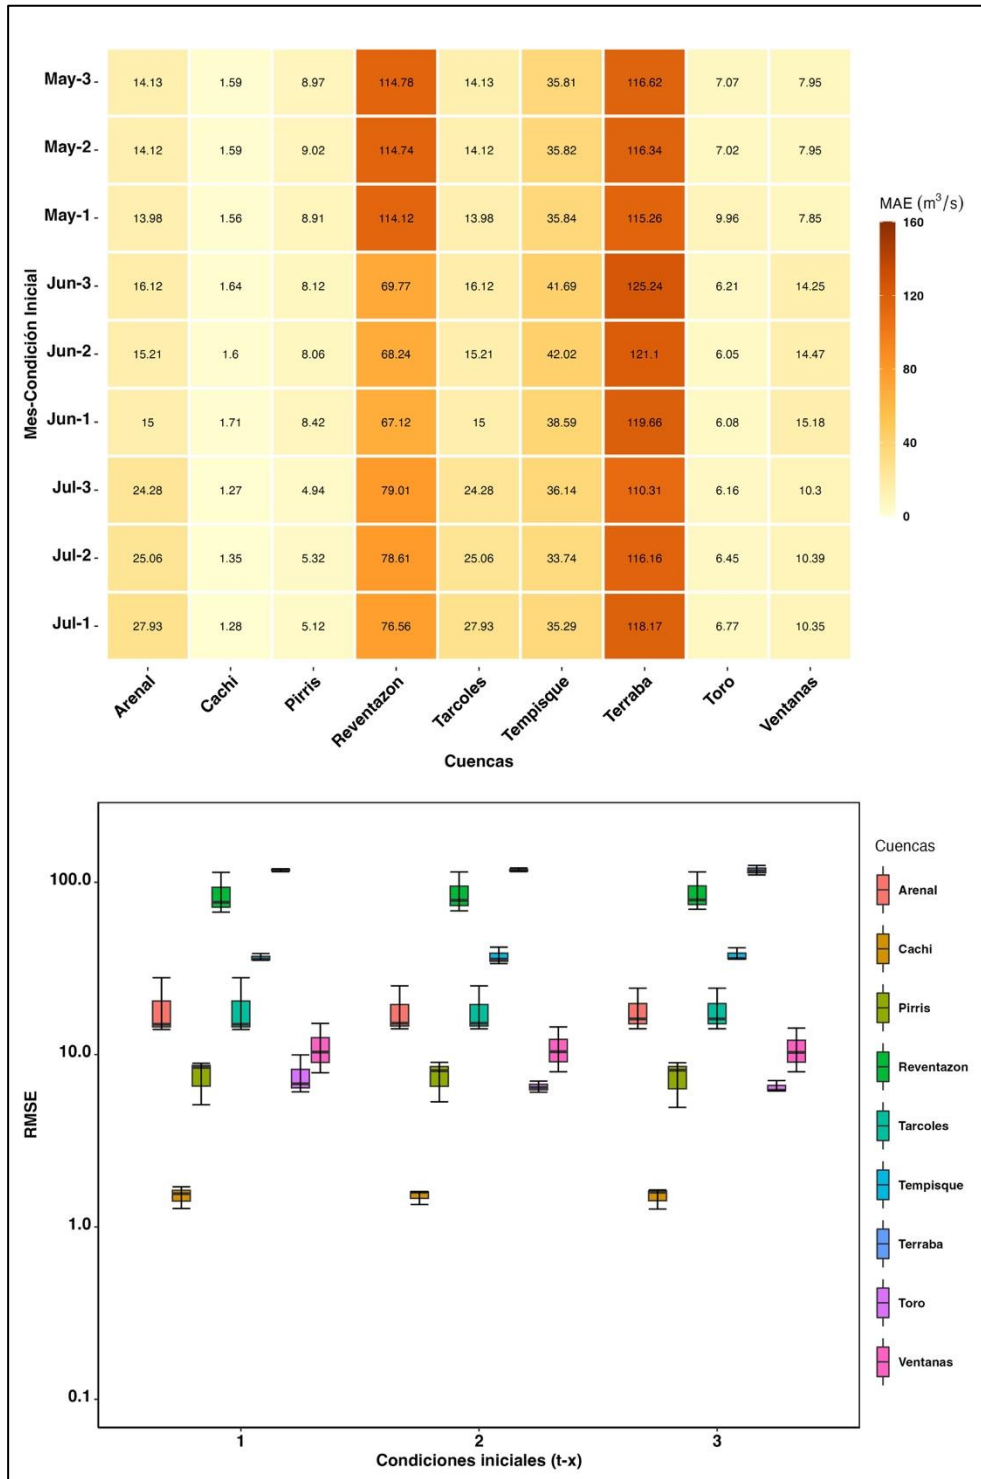 May-3 14.13 1.59 8.97 114.78 14.13 35.81 116.62 7.07 7.95
May-2 14.12 1.59 9.02 114.74 14.12 35.82 116.34 7.02 7.95
May-1 13.98 1.56 8.91 114.12 13.98 35.84 115.26 9.96 7.85
Jun-3 16.12 1.64 8.12 69.77 16.12 41.69 125.24 6.21 14.25
Jun-2 15.21 1.6 8.06 68.24 15.21 42.02 121.1 6.05 14.47
Jun-1 15 1.71 8.42 67.12 15 38.59 119.66 6.08 15.18
Jul-3 24.28 1.27 4.94 79.01 24.28 36.14 110.31 6.16 10.3
Jul-2 25.06 1.35 5.32 78.61 25.06 33.74 116.16 6.45 10.39
Jul-1 27.93 1.28 5.12 76.56 27.93 35.29 118.17 6.77 10.35
Mes-Condición Inicial
Arenal Cachi Pirris Reventazon Tarcoles Tempisque Terraba Toro Ventanas
Cuencas
MAE (m³/s)
160
120
80
40
0
RMSE
100.0
10.0
1.0
0.1
1 2 3
Condiciones iniciales (t-x)
Cuencas
Arenal
Cachi
Pirris
Reventazon
Tarcoles
Tempisque
Terraba
Toro
Ventanas